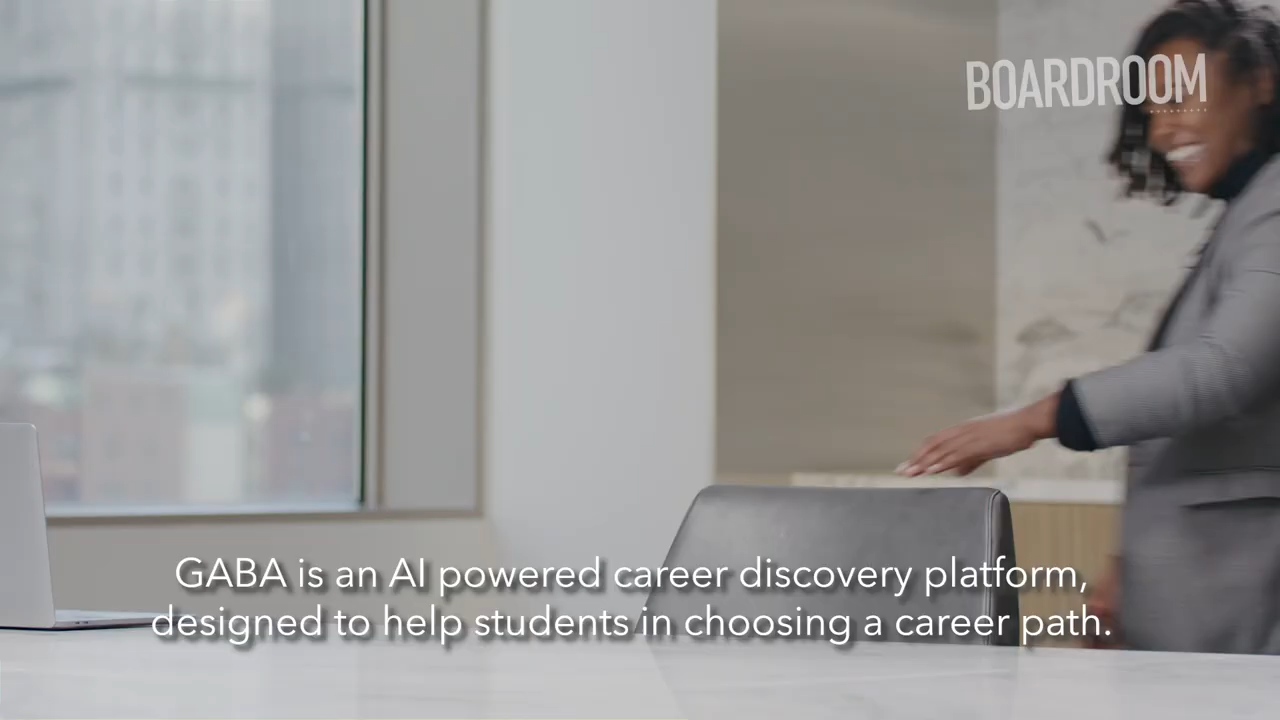 BOARDROOM
GABA is an AI powered career discovery platform,
designed to help students in choosing a career path.